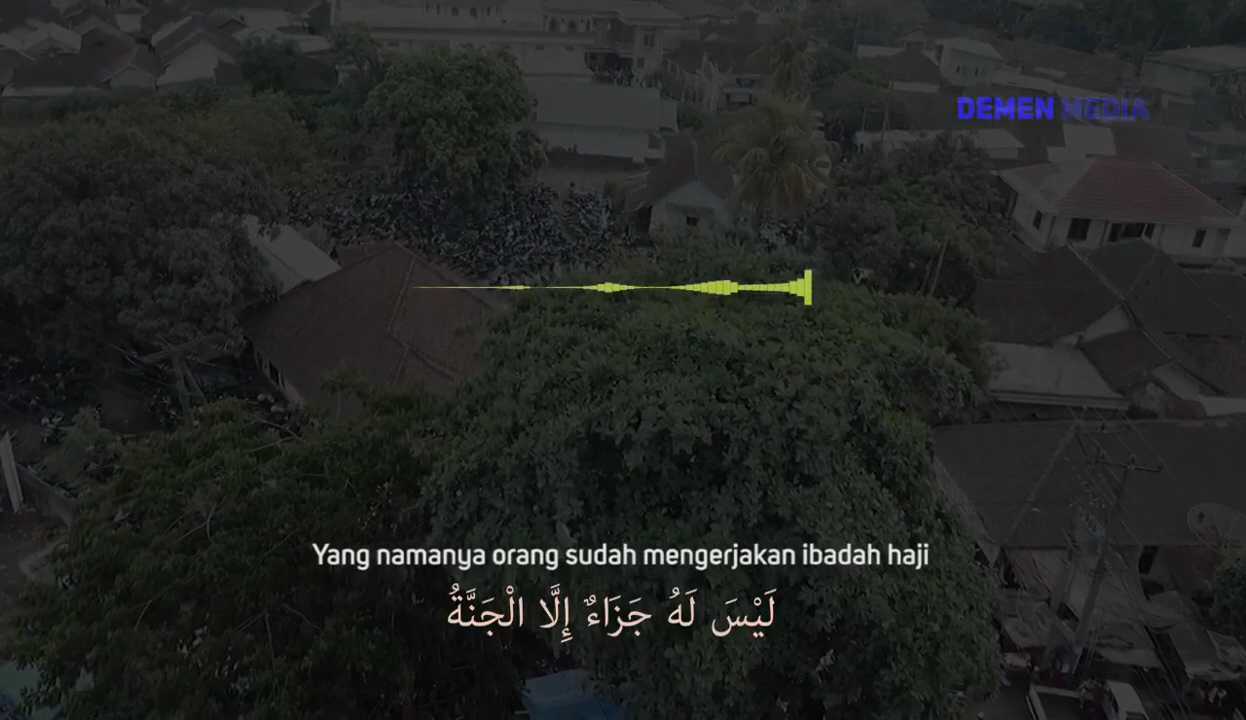 DEMEN MEDIA
Yang namanya orang sudah mengerjakan ibadah haji
لَيْسَ لَهُ جَزَاءٌ إِلَّا الْجَنَّةُ